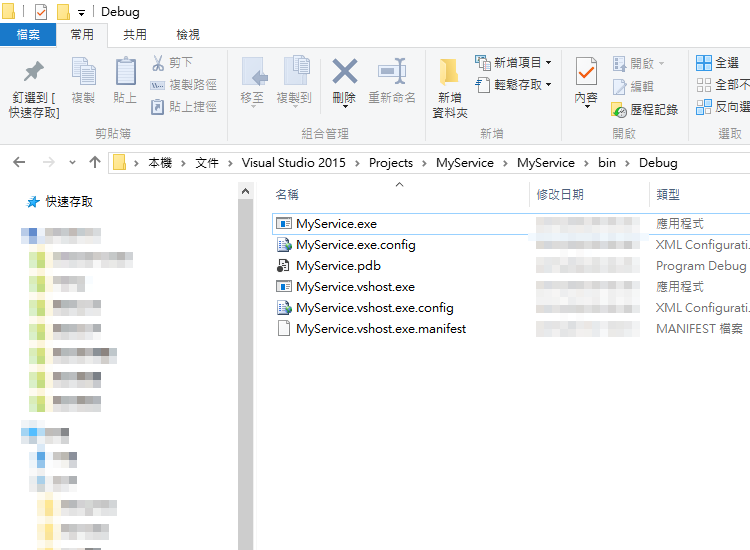 Debug
檔案 常用 共用 檢視
釘選到 [
快速存取]
複製
貼上
剪下
複製路徑
貼上捷徑
剪貼簿
移至
複製到
刪除
重新命名
組合管理
新增
資料夾
新增項目
輕鬆存取
新增
內容
開啟
編輯
歷程記錄
開啟
全選
全部不
反向選
選取
本機 › 文件 › Visual Studio 2015 › Projects › MyService › MyService › bin › Debug
快速存取
名稱 修改日期 類型
MyService.exe 應用程式
MyService.exe.config XML Configurati.
MyService.pdb Program Debug
MyService.vshost.exe 應用程式
MyService.vshost.exe.config XML Configurati.
MyService.vshost.exe.manifest MANIFEST 檔案